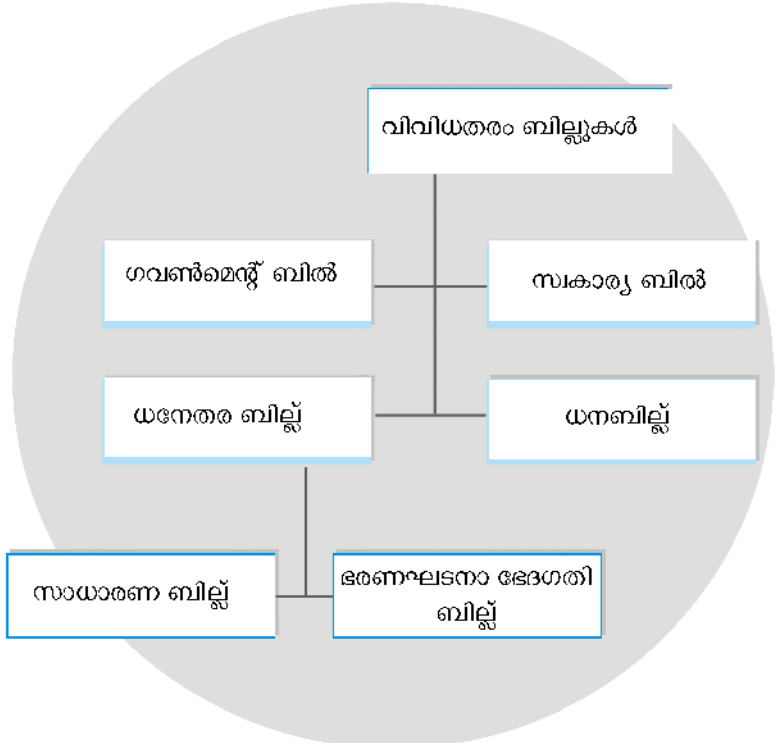 വിവിധതരം ബില്ലുകൾ
ഗവൺമെന്റ് ബിൽ
സ്വകാര്യ ബിൽ
ധനേതര ബില്ല്
ധനബില്ല്
സാധാരണ ബില്ല്
ഭരണഘടനാ ഭേദഗതി
ബില്ല്